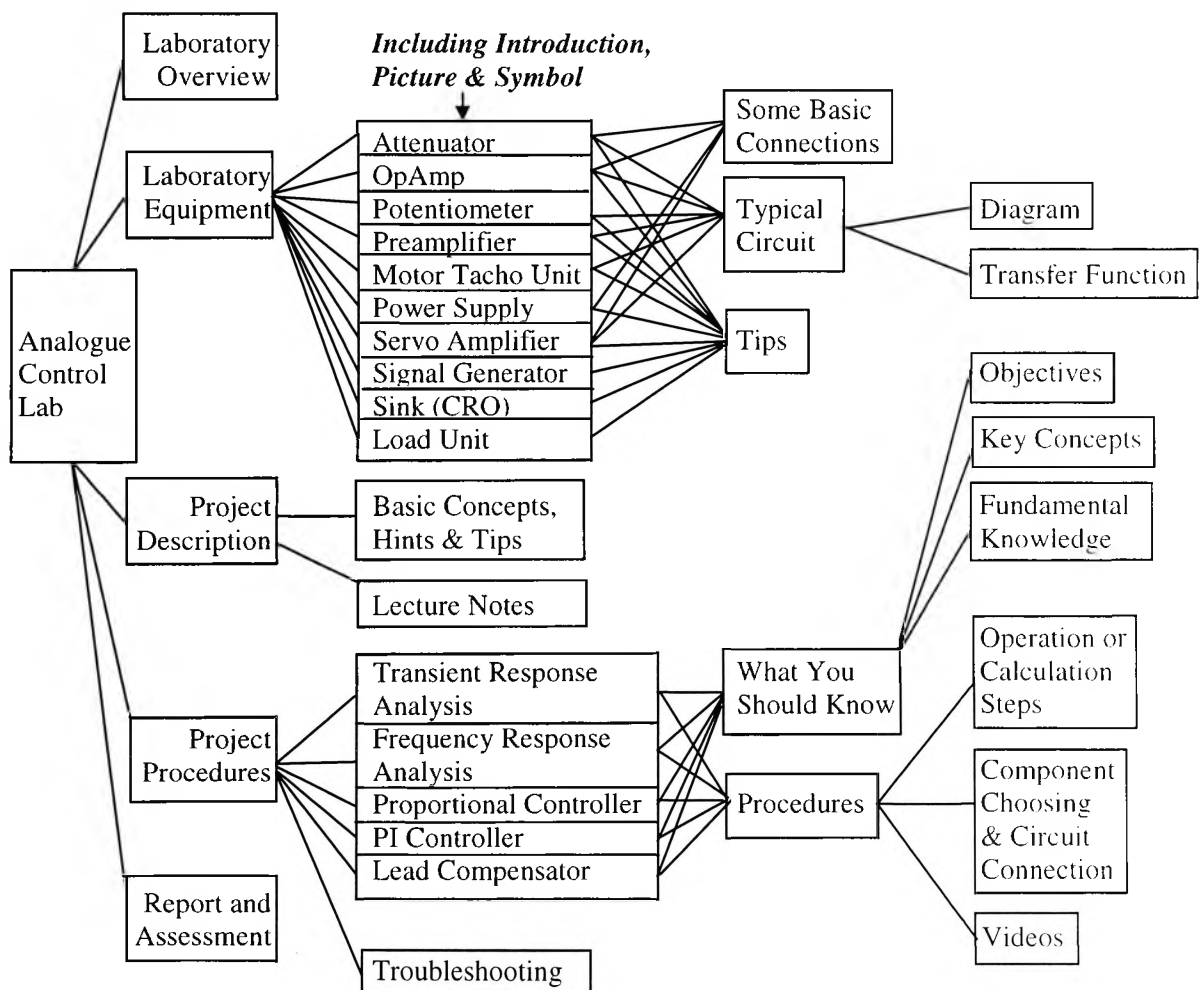 Laboratory
Overview
Including Introduction,
Picture & Symbol
Laboratory
Equipment
Attenuator
OpAmp
Potentiometer
Preamplifier
Motor Tacho Unit
Power Supply
Servo Amplifier
Signal Generator
Sink (CRO)
Load Unit
Some Basic
Connections
Typical
Circuit
Tips
Diagram
Transfer Function
Analogue
Control
Lab
Project
Description
Basic Concepts,
Hints & Tips
Lecture Notes
Project
Procedures
Transient Response
Analysis
Frequency Response
Analysis
Proportional Controller
PI Controller
Lead Compensator
Troubleshooting
What You
Should Know
Objectives
Key Concepts
Fundamental
Knowledge
Procedures
Operation or
Calculation
Steps
Component
Choosing
& Circuit
Connection
Videos
Report and
Assessment